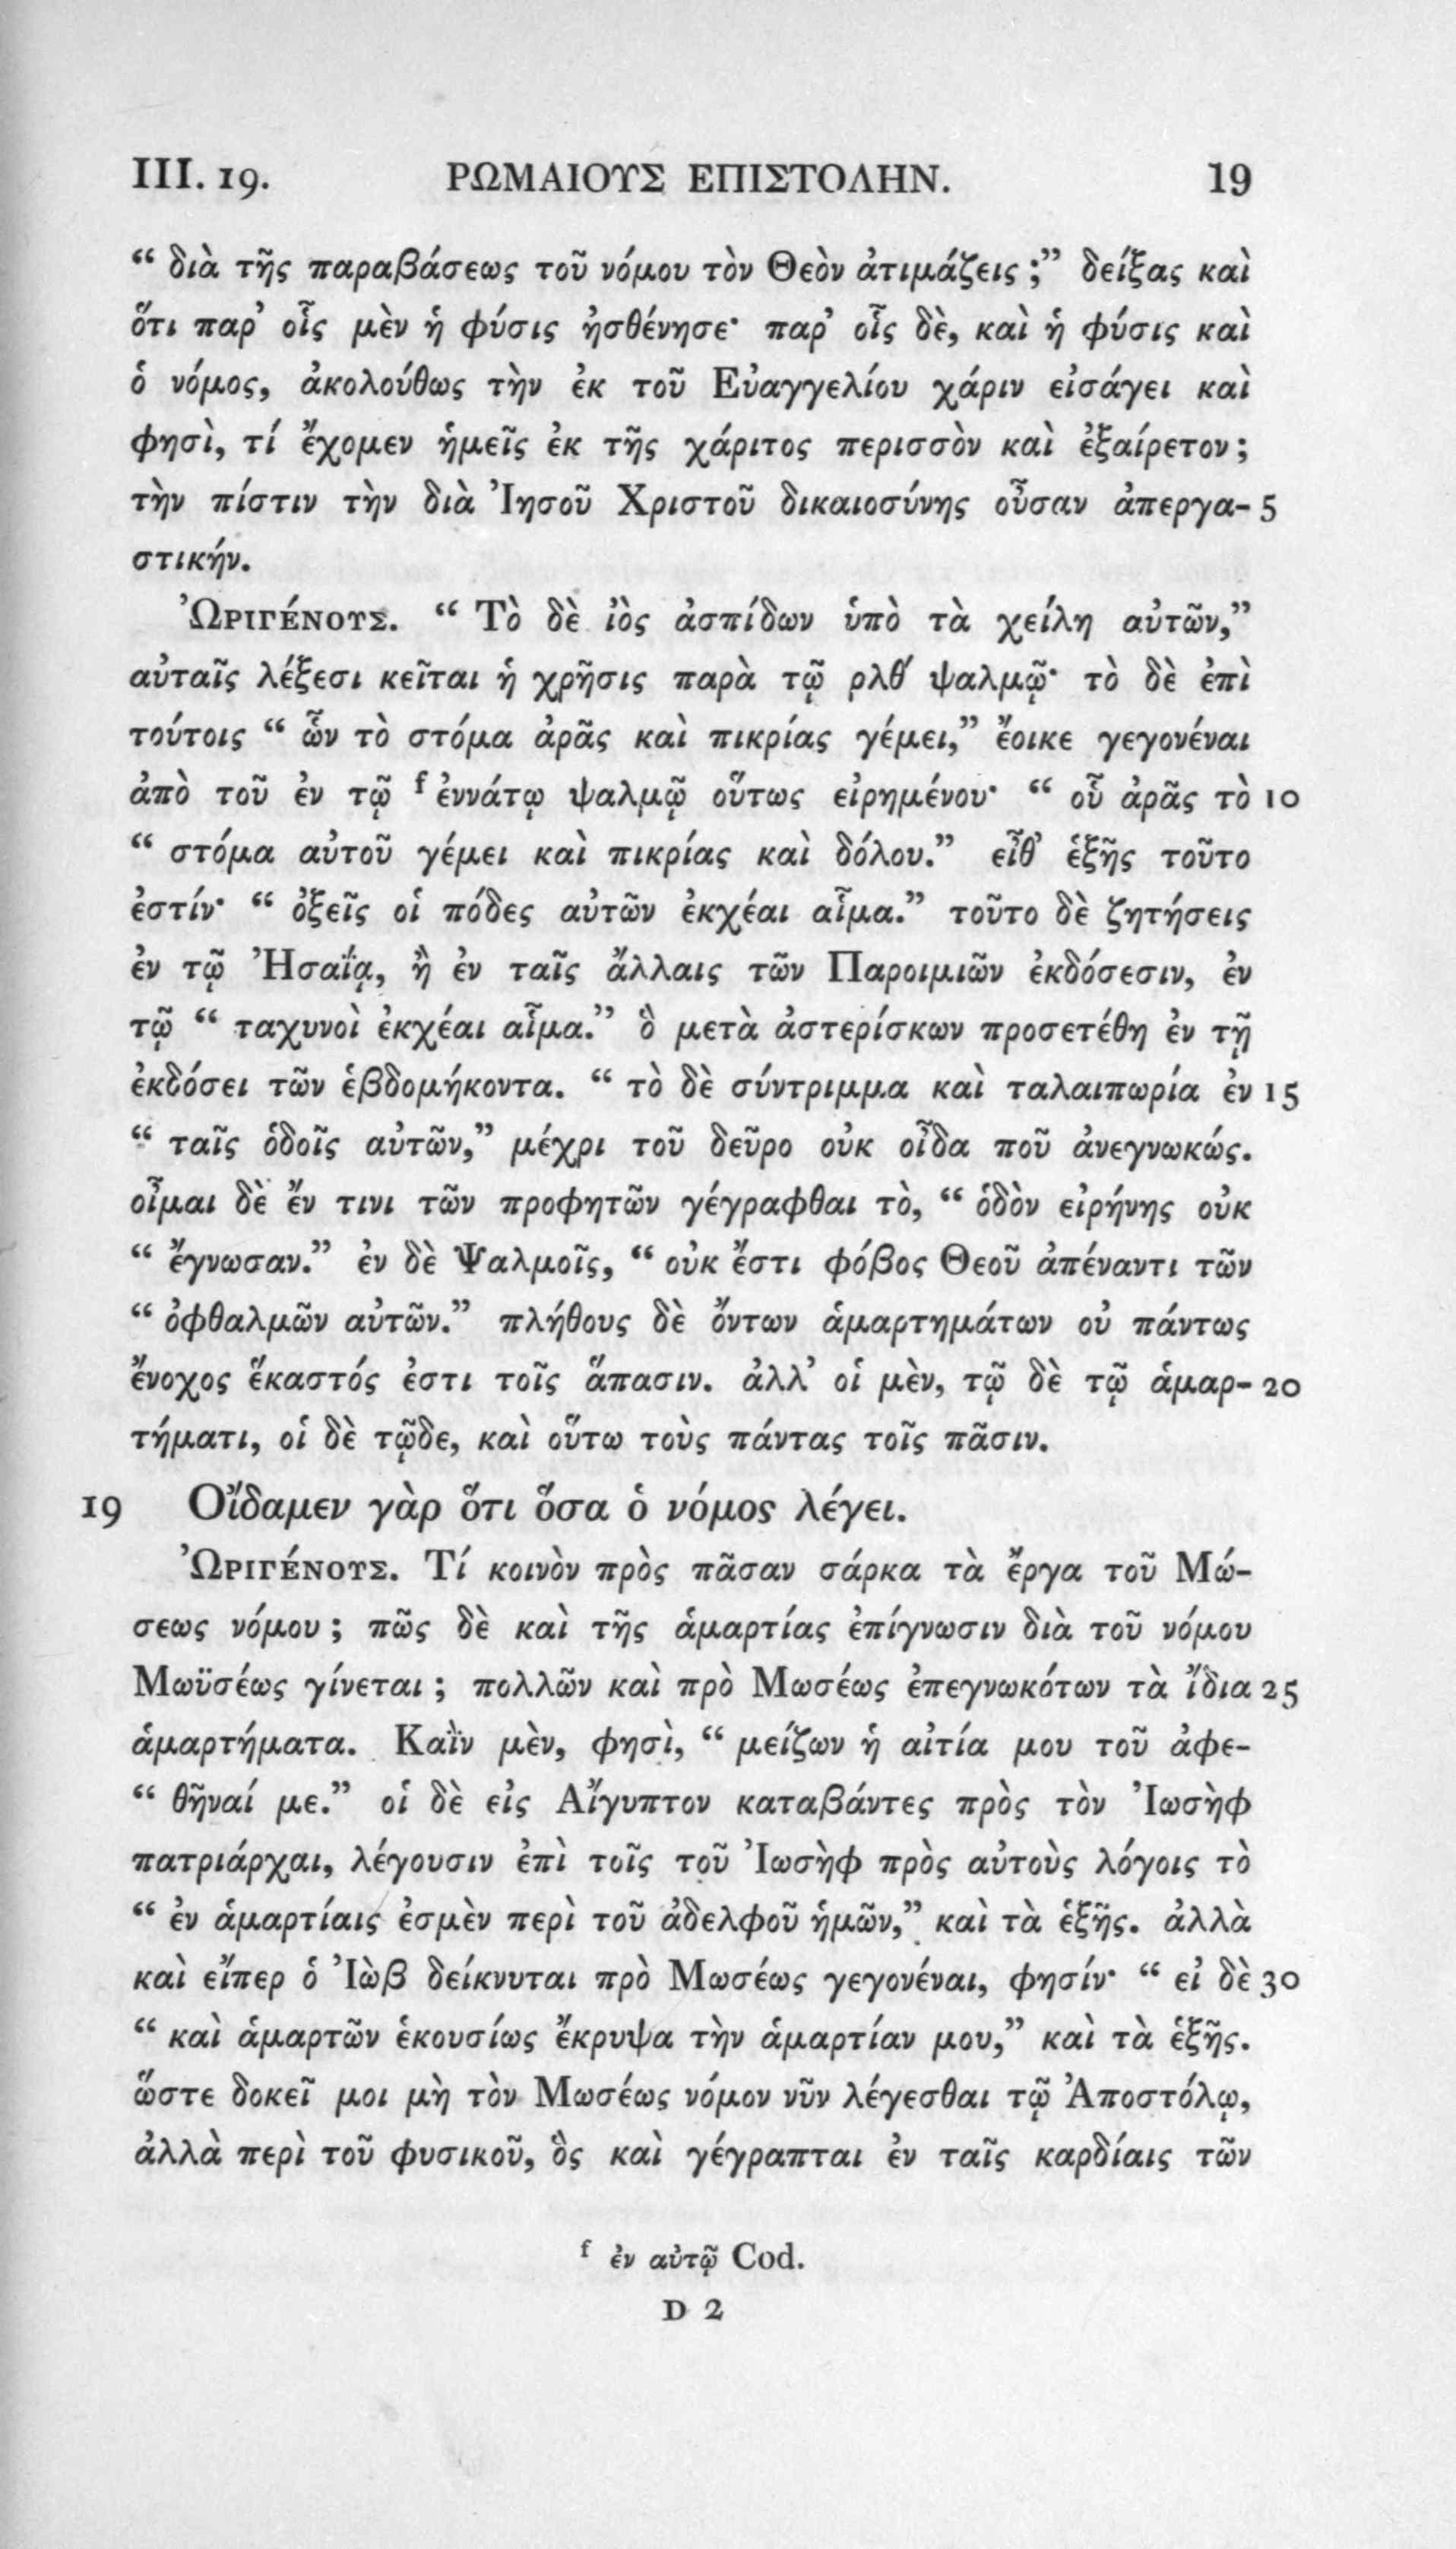 III. 19. ΡΩΜΑΙΟΥΣ ΕΠΙΣΤΟΛΗΝ. 19
“ διὰ τῆς παραβάσεως τοῦ νόμου τὸν Θεὸν ἀτιμάζεις ;” δείξας καὶ
ὅτι παρ’ οἷς μὲν ἡ φύσις ἠσθένησε· παρ’ οἷς δὲ, καὶ ἡ φύσις καὶ
ὁ νόμος, ἀκολούθως τὴν ἐκ τοῦ Εὐαγγελίου χάριν εἰσάγει καὶ
φησὶ, τί ἔχομεν ἡμεῖς ἐκ τῆς χάριτος περισσὸν καὶ ἐξαίρετον ;
τὴν πίστιν τὴν διὰ Ἰησοῦ Χριστοῦ δικαιοσύνης οὖσαν ἀπεργα- 5
στικήν.
ὨΡΙΓΈΝΟΥΣ. “ Τὸ δὲ ἰὸς ἀσπίδων ὑπὸ τὰ χείλη αὐτῶν,”
αὐταῖς λέξεσι κεῖται ἡ χρῆσις παρὰ τῷ ρλθ´ ψαλμῷ· τὸ δὲ ἐπὶ
τούτοις “ ὧν τὸ στόμα ἀρᾶς καὶ πικρίας γέμει,” ἔοικε γεγονέναι
ἀπὸ τοῦ ἐν τῷ ᶠ ἐννάτῳ ψαλμῷ οὕτως εἰρημένου· “ οὗ ἀρᾶς τὸ 10
“ στόμα αὐτοῦ γέμει καὶ πικρίας καὶ δόλου.” εἶθ’ ἑξῆς τοῦτο
ἐστίν· “ ὀξεῖς οἱ πόδες αὐτῶν ἐκχέαι αἷμα.” τοῦτο δὲ ζητήσεις
ἐν τῷ Ἡσαΐᾳ, ἢ ἐν ταῖς ἄλλαις τῶν Παροιμιῶν ἐκδόσεσιν, ἐν
τῷ “ ταχυνοὶ ἐκχέαι αἷμα.” ὃ μετὰ ἀστερίσκων προσετέθη ἐν τῇ
ἐκδόσει τῶν ἑβδομήκοντα. “ τὸ δὲ σύντριμμα καὶ ταλαιπωρία ἐν 15
“ ταῖς ὁδοῖς αὐτῶν,” μέχρι τοῦ δεῦρο οὐκ οἶδα ποῦ ἀνεγνωκώς.
οἶμαι δὲ ἔν τινι τῶν προφητῶν γέγραφθαι τὸ, “ ὁδὸν εἰρήνης οὐκ
“ ἔγνωσαν.” ἐν δὲ Ψαλμοῖς, “ οὐκ ἔστι φόβος Θεοῦ ἀπέναντι τῶν
“ ὀφθαλμῶν αὐτῶν.” πλήθους δὲ ὄντων ἁμαρτημάτων οὐ πάντως
ἔνοχος ἕκαστός ἐστι τοῖς ἅπασιν. ἀλλ’ οἱ μὲν, τῷ δὲ τῷ ἁμαρ- 20
τήματι, οἱ δὲ τῷδε, καὶ οὕτω τοὺς πάντας τοῖς πᾶσιν.
19 Οἴδαμεν γὰρ ὅτι ὅσα ὁ νόμος λέγει.
ὨΡΙΓΈΝΟΥΣ. Τί κοινὸν πρὸς πᾶσαν σάρκα τὰ ἔργα τοῦ Μώ-
σεως νόμου ; πῶς δὲ καὶ τῆς ἁμαρτίας ἐπίγνωσιν διὰ τοῦ νόμου
Μωϋσέως γίνεται ; πολλῶν καὶ πρὸ Μωσέως ἐπεγνωκότων τὰ ἴδια 25
ἁμαρτήματα. Καῒν μὲν, φησὶ, “ μείζων ἡ αἰτία μου τοῦ ἀφε-
“ θῆναί με.” οἱ δὲ εἰς Αἴγυπτον καταβάντες πρὸς τὸν Ἰωσὴφ
πατριάρχαι, λέγουσιν ἐπὶ τοῖς τοῦ Ἰωσὴφ πρὸς αὐτοὺς λόγοις τὸ
“ ἐν ἁμαρτίαις ἐσμὲν περὶ τοῦ ἀδελφοῦ ἡμῶν,” καὶ τὰ ἑξῆς. ἀλλὰ
καὶ εἴπερ ὁ Ἰὼβ δείκνυται πρὸ Μωσέως γεγονέναι, φησίν· “ εἰ δὲ 30
“ καὶ ἁμαρτῶν ἑκουσίως ἔκρυψα τὴν ἁμαρτίαν μου,” καὶ τὰ ἑξῆς.
ὥστε δοκεῖ μοι μὴ τὸν Μωσέως νόμον νῦν λέγεσθαι τῷ Ἀποστόλῳ,
ἀλλὰ περὶ τοῦ φυσικοῦ, ὃς καὶ γέγραπται ἐν ταῖς καρδίαις τῶν
ᶠ ἐν αὐτῷ Cod.
D 2